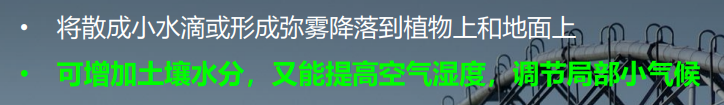 • 将散成小水滴或形成弥雾降落到植物上和地面上
• 可增加土壤水分，又能提高空气湿度，调节局部小气候